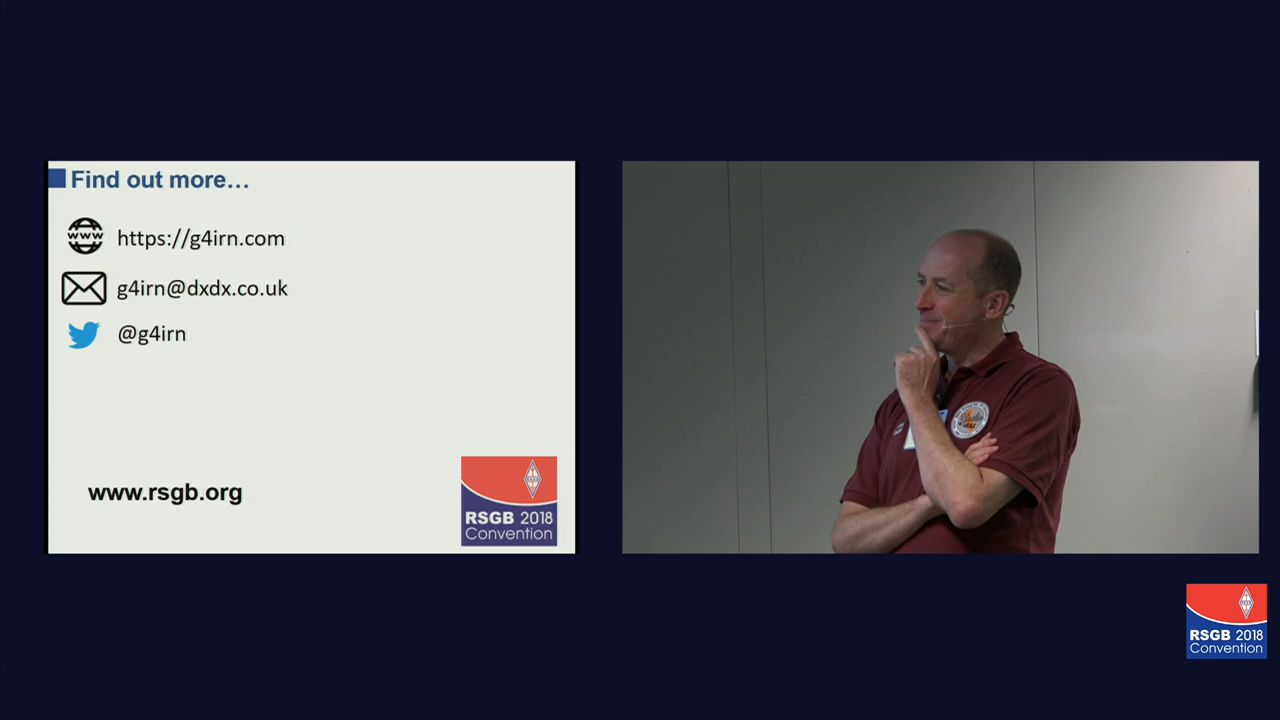 Find out more…
www
https://g4irn.com
g4irn@dxdx.co.uk
@g4irn
www.rsgb.org
RSGB 2018
Convention
RSGB 2018
Convention